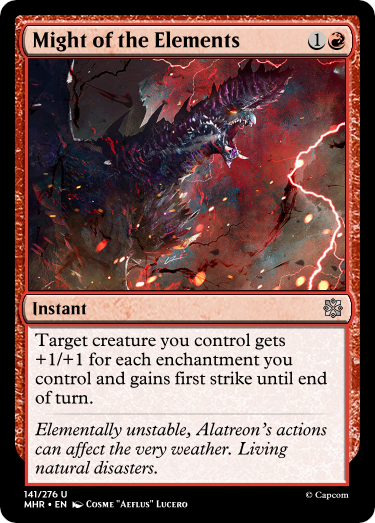 Might of the Elements 1
Instant
Target creature you control gets
+1/+1 for each enchantment you
control and gains first strike until end
of turn.
Elementally unstable, Alatreon's actions
can affect the very weather. Living
natural disasters.
141/276 U
MHR • EN Cosme "Aeflus" Lucero
© Capcom